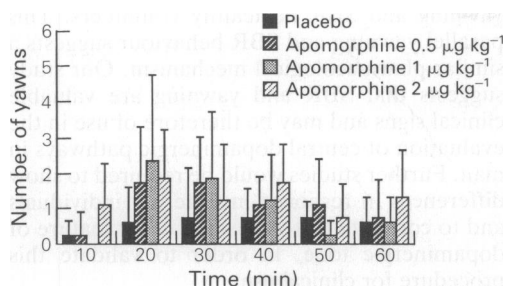 Placebo
Apomorphine 0.5 µg kg⁻¹
Apomorphine 1 µg kg⁻¹
Apomorphine 2 µg kg⁻¹
Number of yawns
6
5
4
3
2
1
0
10 20 30 40 50 60
Time (min)